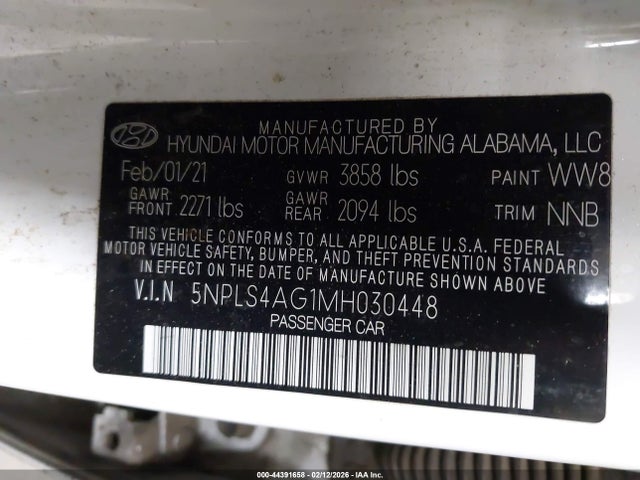 MANUFACTURED BY
HYUNDAI MOTOR MANUFACTURING ALABAMA, LLC
Feb/01/21 GVWR 3858 lbs PAINT WW8
GAWR FRONT 2271 lbs GAWR REAR 2094 lbs TRIM NNB
THIS VEHICLE CONFORMS TO ALL APPLICABLE U.S.A. FEDERAL
MOTOR VEHICLE SAFETY, BUMPER, AND THEFT PREVENTION STANDARDS
IN EFFECT ON THE DATE OF MANUFACTURE SHOWN ABOVE.
V.I.N 5NPLS4AG1MH030448
PASSENGER CAR
000-44391658 - 02/12/2026 - IAA Inc.